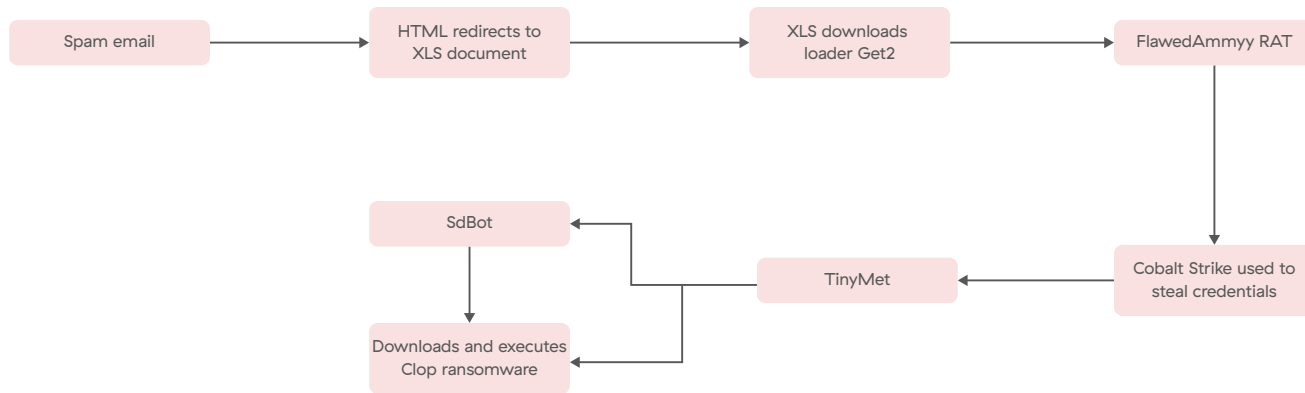 Spam email
HTML redirects to
XLS document
XLS downloads
loader Get2
FlawedAmmyy RAT
Cobalt Strike used to
steal credentials
TinyMet
SdBot
Downloads and executes
Clop ransomware